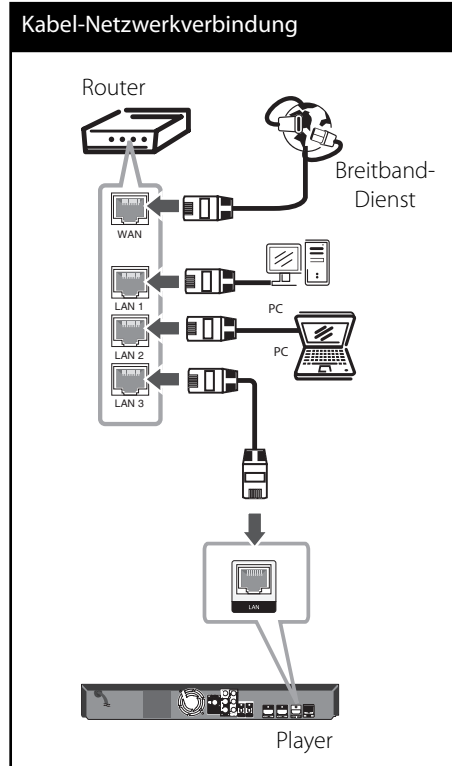 Kabel-Netzwerkverbindung
Router
Breitband-
Dienst
WAN
LAN 1
PC
LAN 2
PC
LAN 3
LAN
Player